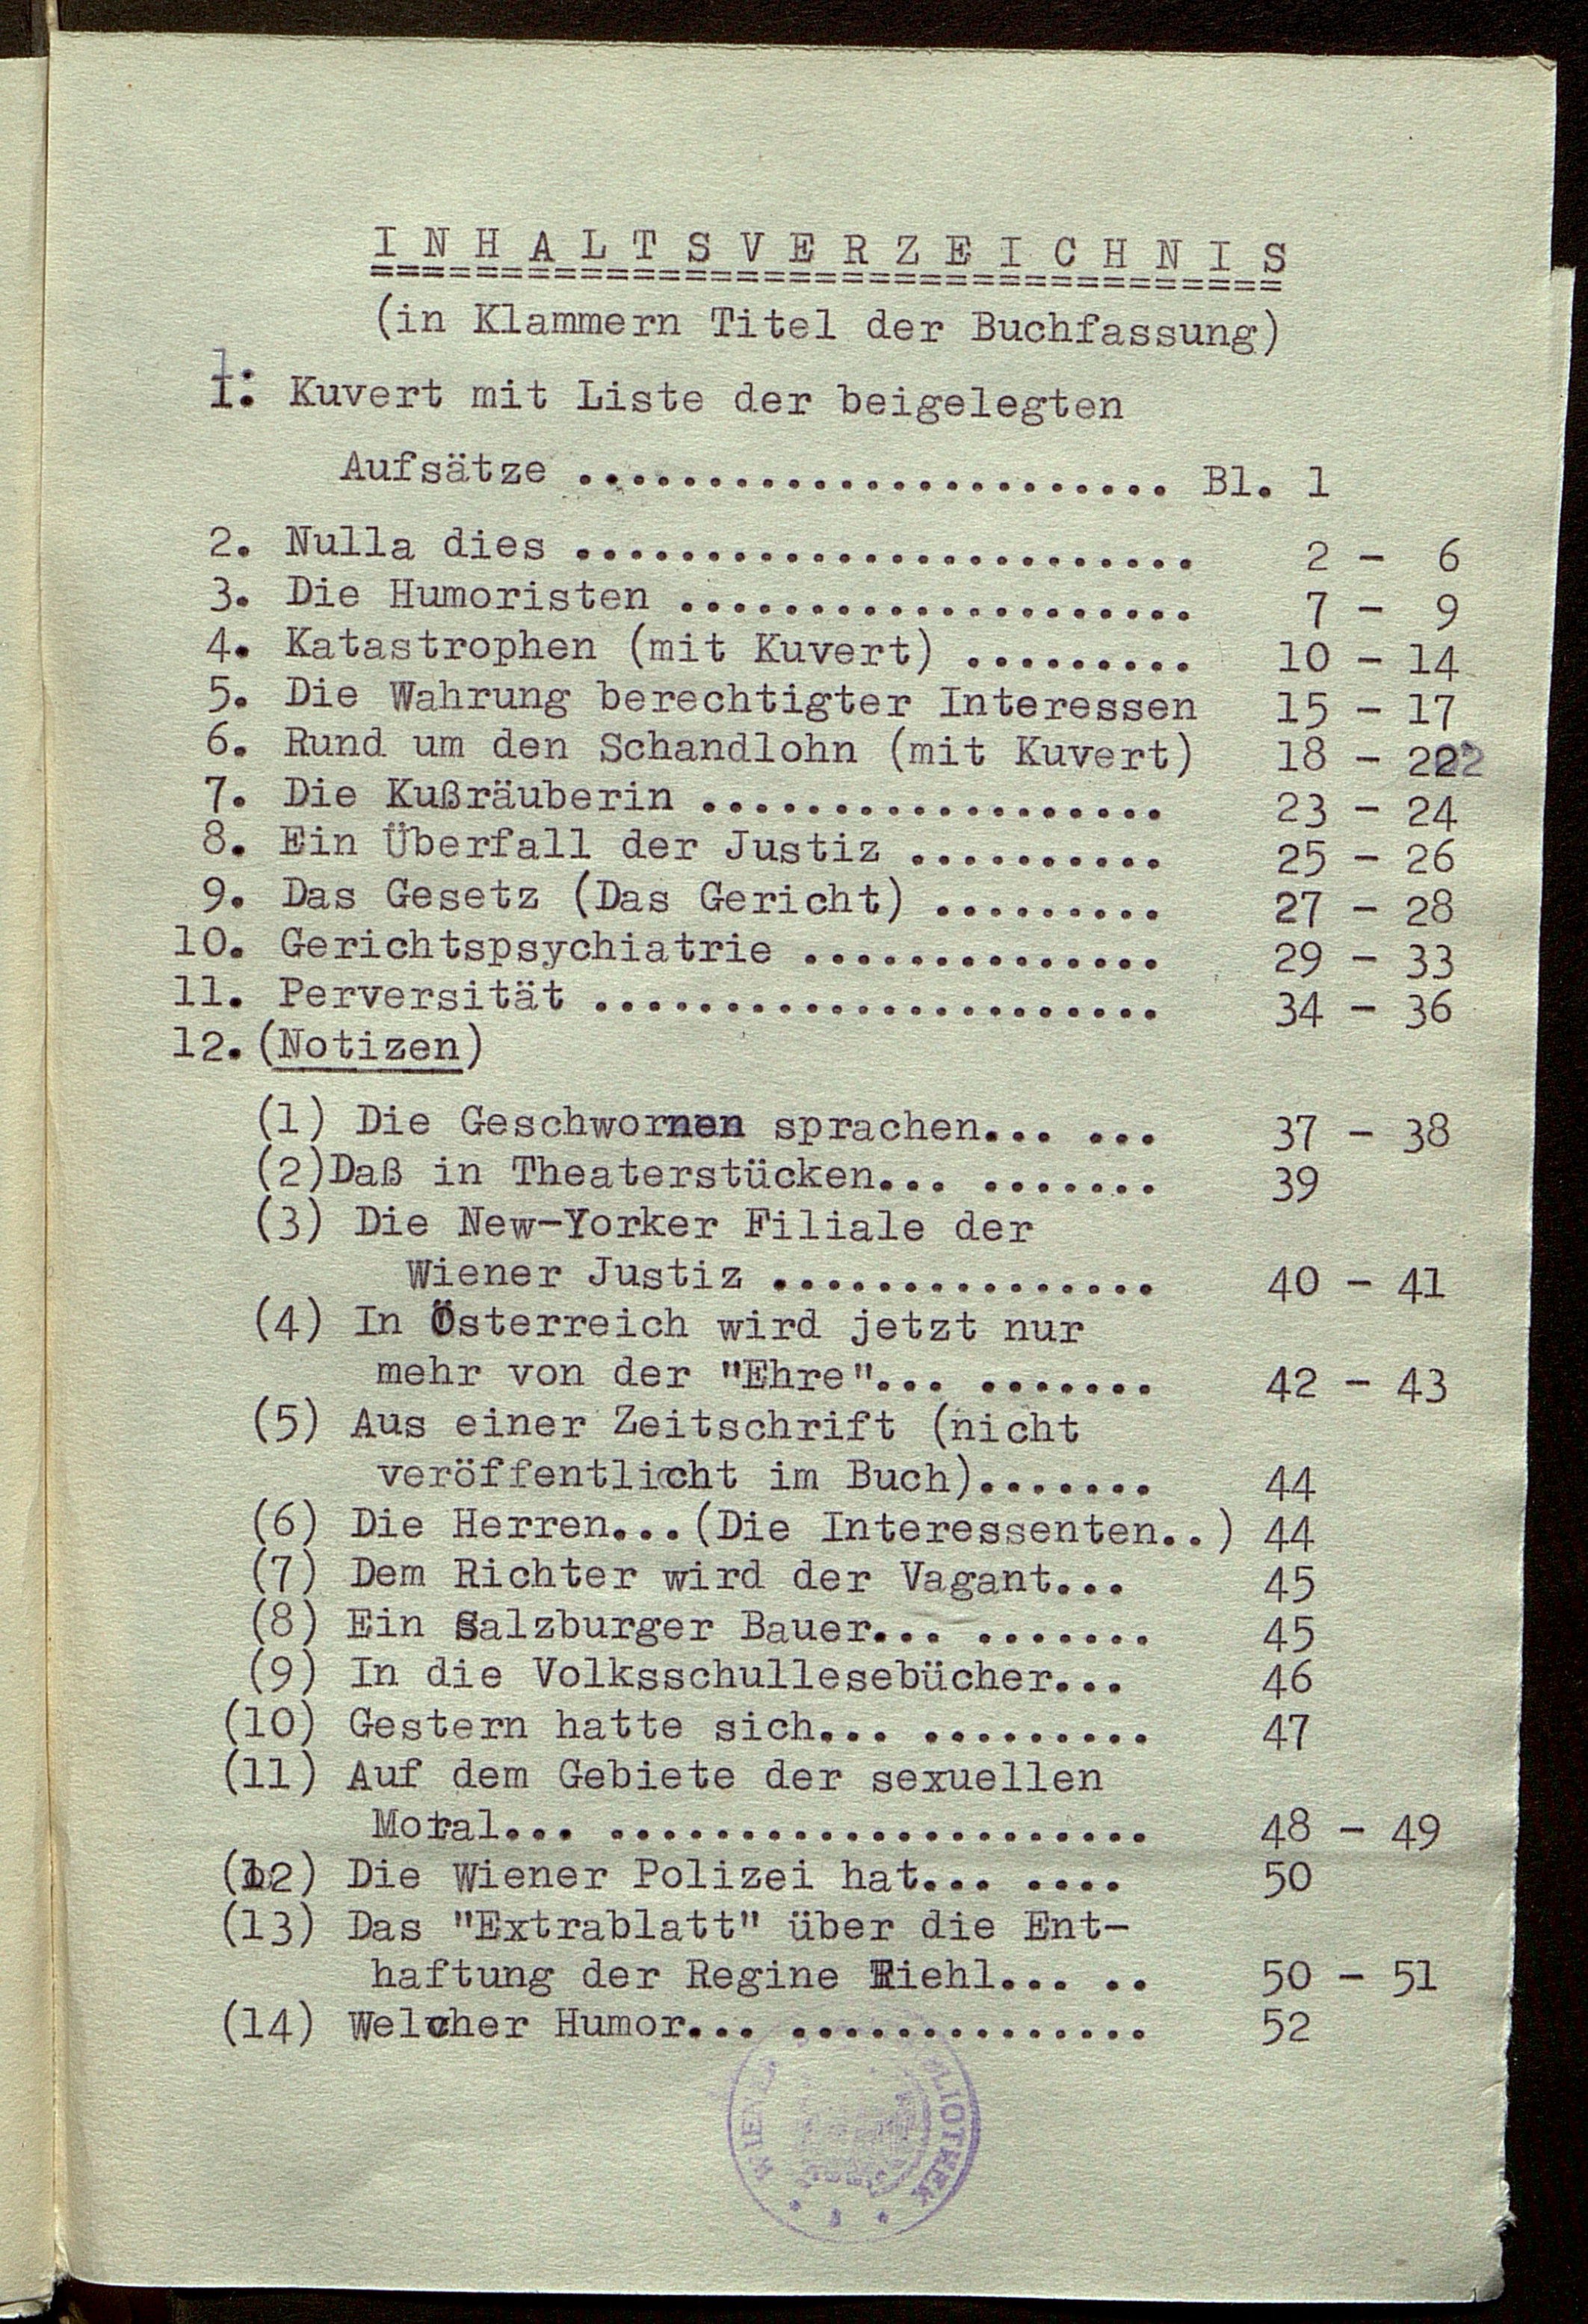 INHALTSVERZEICHNIS
(in Klammern Titel der Buchfassung)
1. Kuvert mit Liste der beigelegten
Aufsätze ....................... Bl. 1
2. Nulla dies ........................ 2 - 6
3. Die Humoristen .................... 7 - 9
4. Katastrophen (mit Kuvert) ......... 10 - 14
5. Die Wahrung berechtigter Interessen 15 - 17
6. Rund um den Schandlohn (mit Kuvert) 18 - 22
7. Die Kußräuberin .................. 23 - 24
8. Ein Überfall der Justiz .......... 25 - 26
9. Das Gesetz (Das Gericht) ......... 27 - 28
10. Gerichtspsychiatrie .............. 29 - 33
11. Perversität ...................... 34 - 36
12. (Notizen)
(1) Die Geschwornen sprachen... ... 37 - 38
(2)Daß in Theaterstücken... ....... 39
(3) Die New-Yorker Filiale der
Wiener Justiz ............... 40 - 41
(4) In Österreich wird jetzt nur
mehr von der "Ehre"... ....... 42 - 43
(5) Aus einer Zeitschrift (nicht
veröffentlicht im Buch)....... 44
(6) Die Herren...(Die Interessenten..) 44
(7) Dem Richter wird der Vagant... 45
(8) Ein Salzburger Bauer... ....... 45
(9) In die Volksschullesebücher... 46
(10) Gestern hatte sich... ......... 47
(11) Auf dem Gebiete der sexuellen
Moral... ..................... 48 - 49
(12) Die Wiener Polizei hat... .... 50
(13) Das "Extrablatt" über die Ent-
haftung der Regine Riehl... .. 50 - 51
(14) Welcher Humor... .............. 52